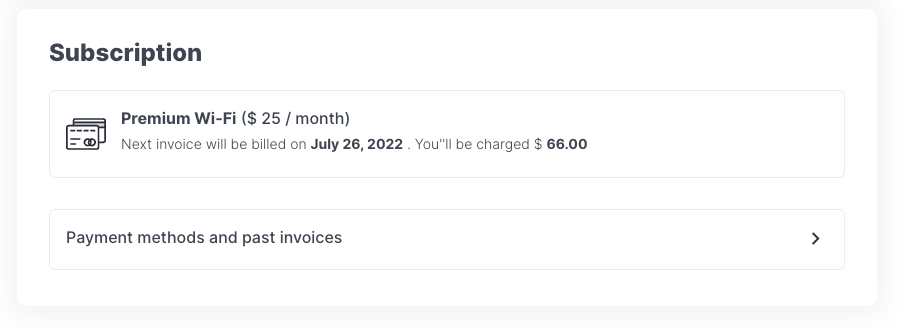 Subscription
Premium Wi-Fi ($ 25 / month)
Next invoice will be billed on July 26, 2022 . You''ll be charged $ 66.00
Payment methods and past invoices